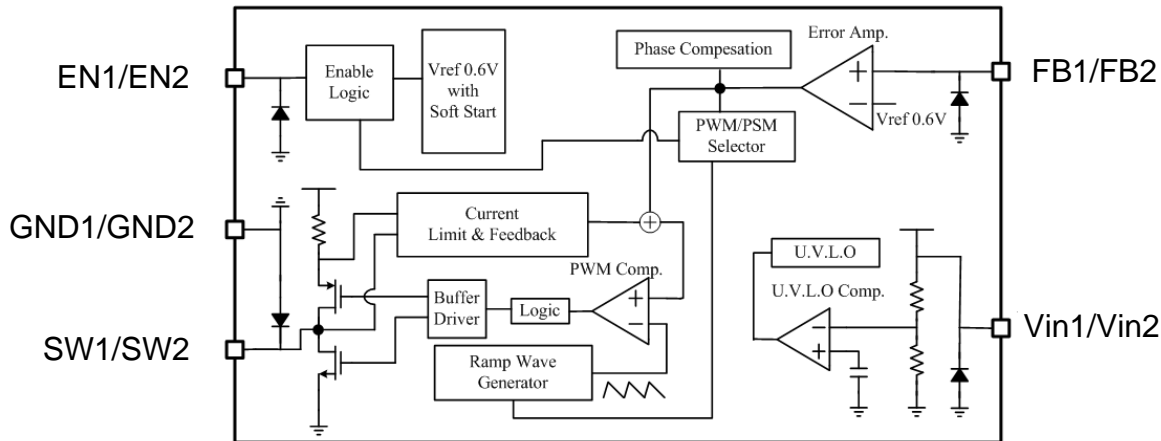 EN1/EN2
Enable
Logic
Vref 0.6V
with
Soft Start
Phase Compesation
Error Amp.
+
−
Vref 0.6V
FB1/FB2
PWM/PSM
Selector
GND1/GND2
Current
Limit & Feedback
+
PWM Comp.
+
−
Buffer
Driver
Logic
SW1/SW2
Ramp Wave
Generator
U.V.L.O
U.V.L.O Comp.
−
+
Vin1/Vin2